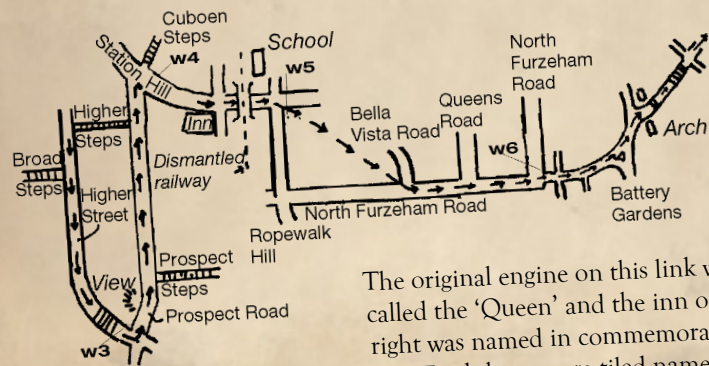 Cuboen
Steps
Station Hill
w4
School
w5
North
Furzeham
Road
Higher
Steps
Inn
Bella
Vista Road
Queens
Road
w6
Arch
Broad
Steps
Dismantled
railway
Higher
Street
North Furzeham Road
Battery
Gardens
Ropewalk
Hill
View
Prospect
Steps
Prospect Road
w3
The original engine on this link
called the ‘Queen’ and the inn
right was named in commemora
tiled name